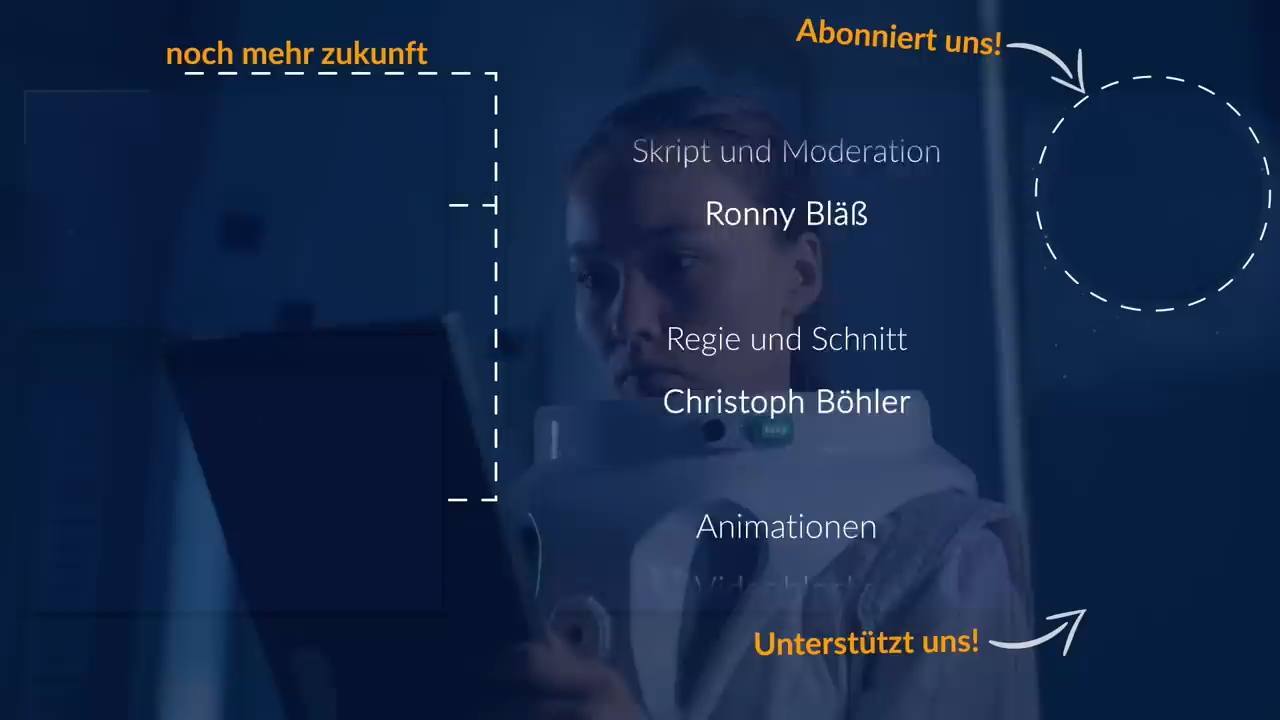 noch mehr zukunft
Abonniert uns!
Skript und Moderation
Ronny Bläß
Regie und Schnitt
Christoph Böhler
Animationen
Unterstützt uns!